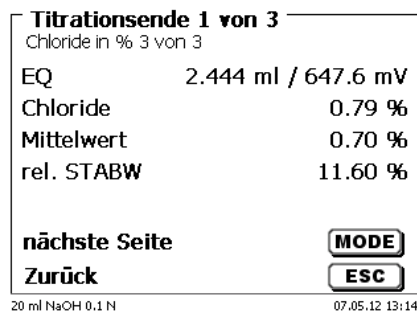 Titrationsende 1 von 3
Chloride in % 3 von 3
EQ 2.444 ml / 647.6 mV
Chloride 0.79 %
Mittelwert 0.70 %
rel. STABW 11.60 %
nächste Seite MODE
Zurück ESC
20 ml NaOH 0.1 N 07.05.12 13:14